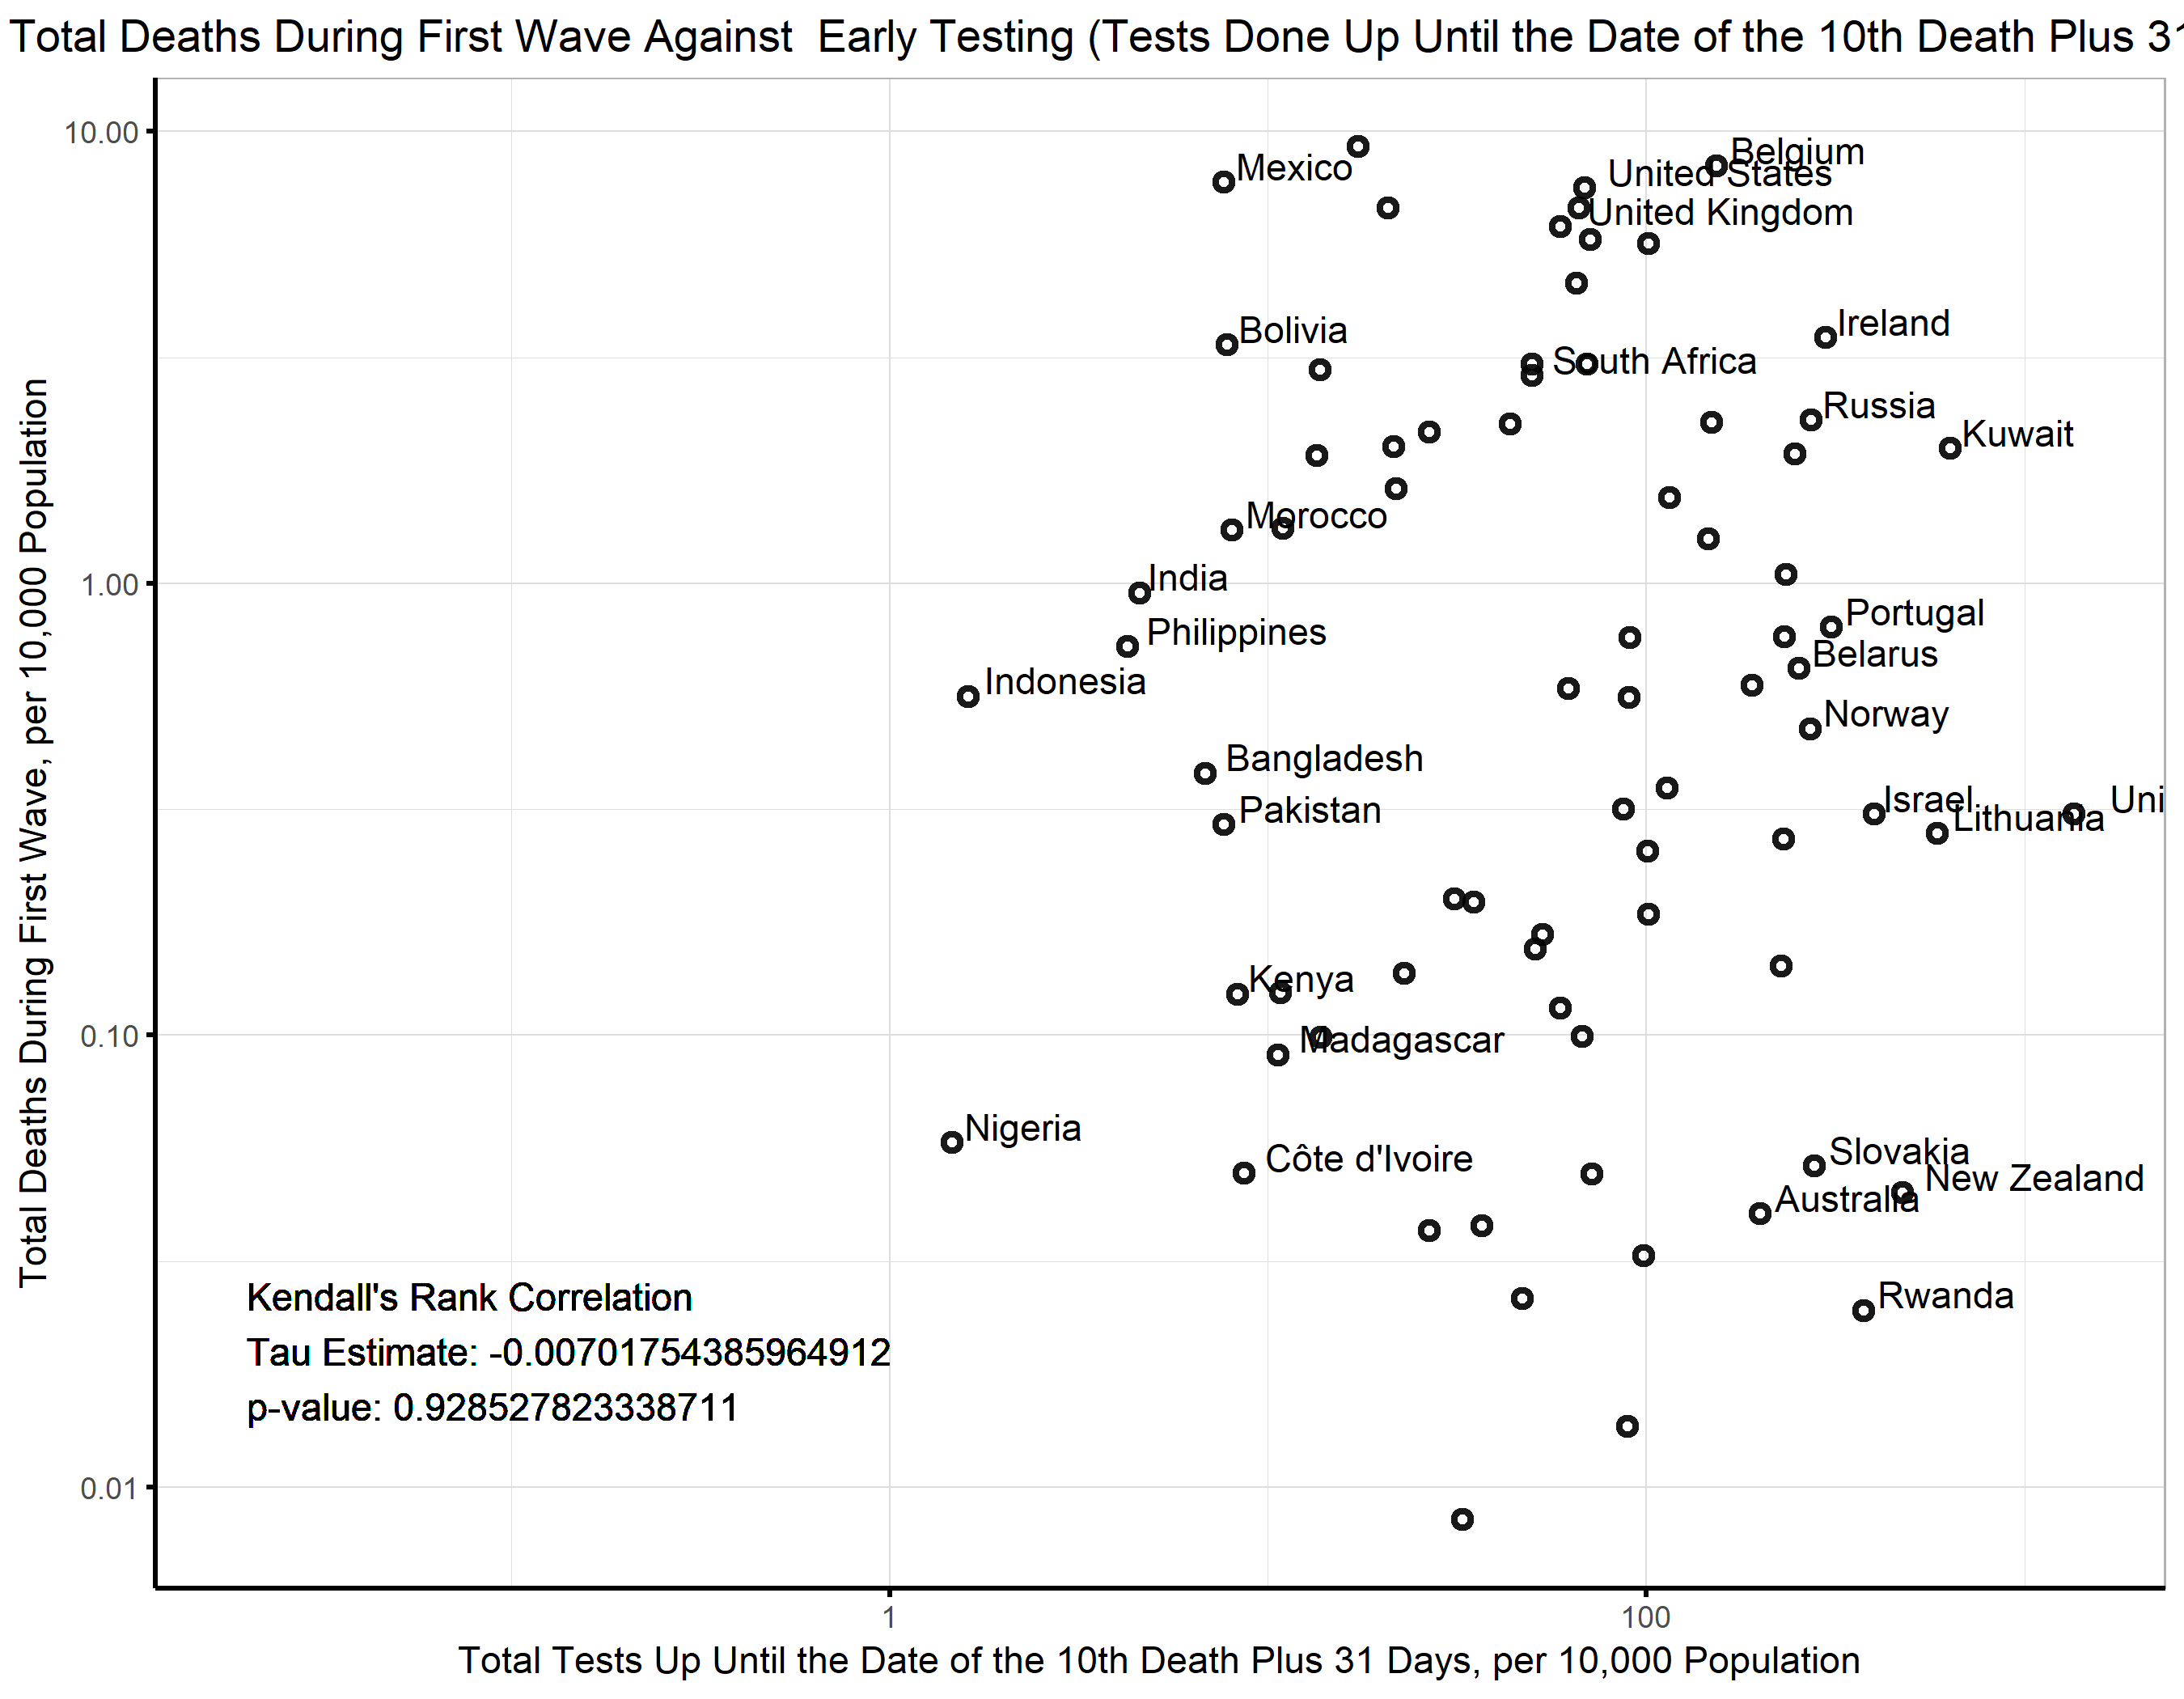 Total Deaths During First Wave Against  Early Testing (Tests Done Up Until the Date of the 10th Death Plus 31
Total Deaths During First Wave, per 10,000 Population
10.00
1.00
0.10
0.01
Belgium
Mexico
United States
United Kingdom
Ireland
Bolivia
South Africa
Russia
Kuwait
Morocco
India
Portugal
Philippines
Belarus
Indonesia
Norway
Bangladesh
Israel
Uni
Pakistan
Lithuania
Kenya
Madagascar
Nigeria
Slovakia
Côte d'Ivoire
New Zealand
Australia
Rwanda
Kendall's Rank Correlation
Tau Estimate: -0.00701754385964912
p-value: 0.928527823338711
1
100
Total Tests Up Until the Date of the 10th Death Plus 31 Days, per 10,000 Population